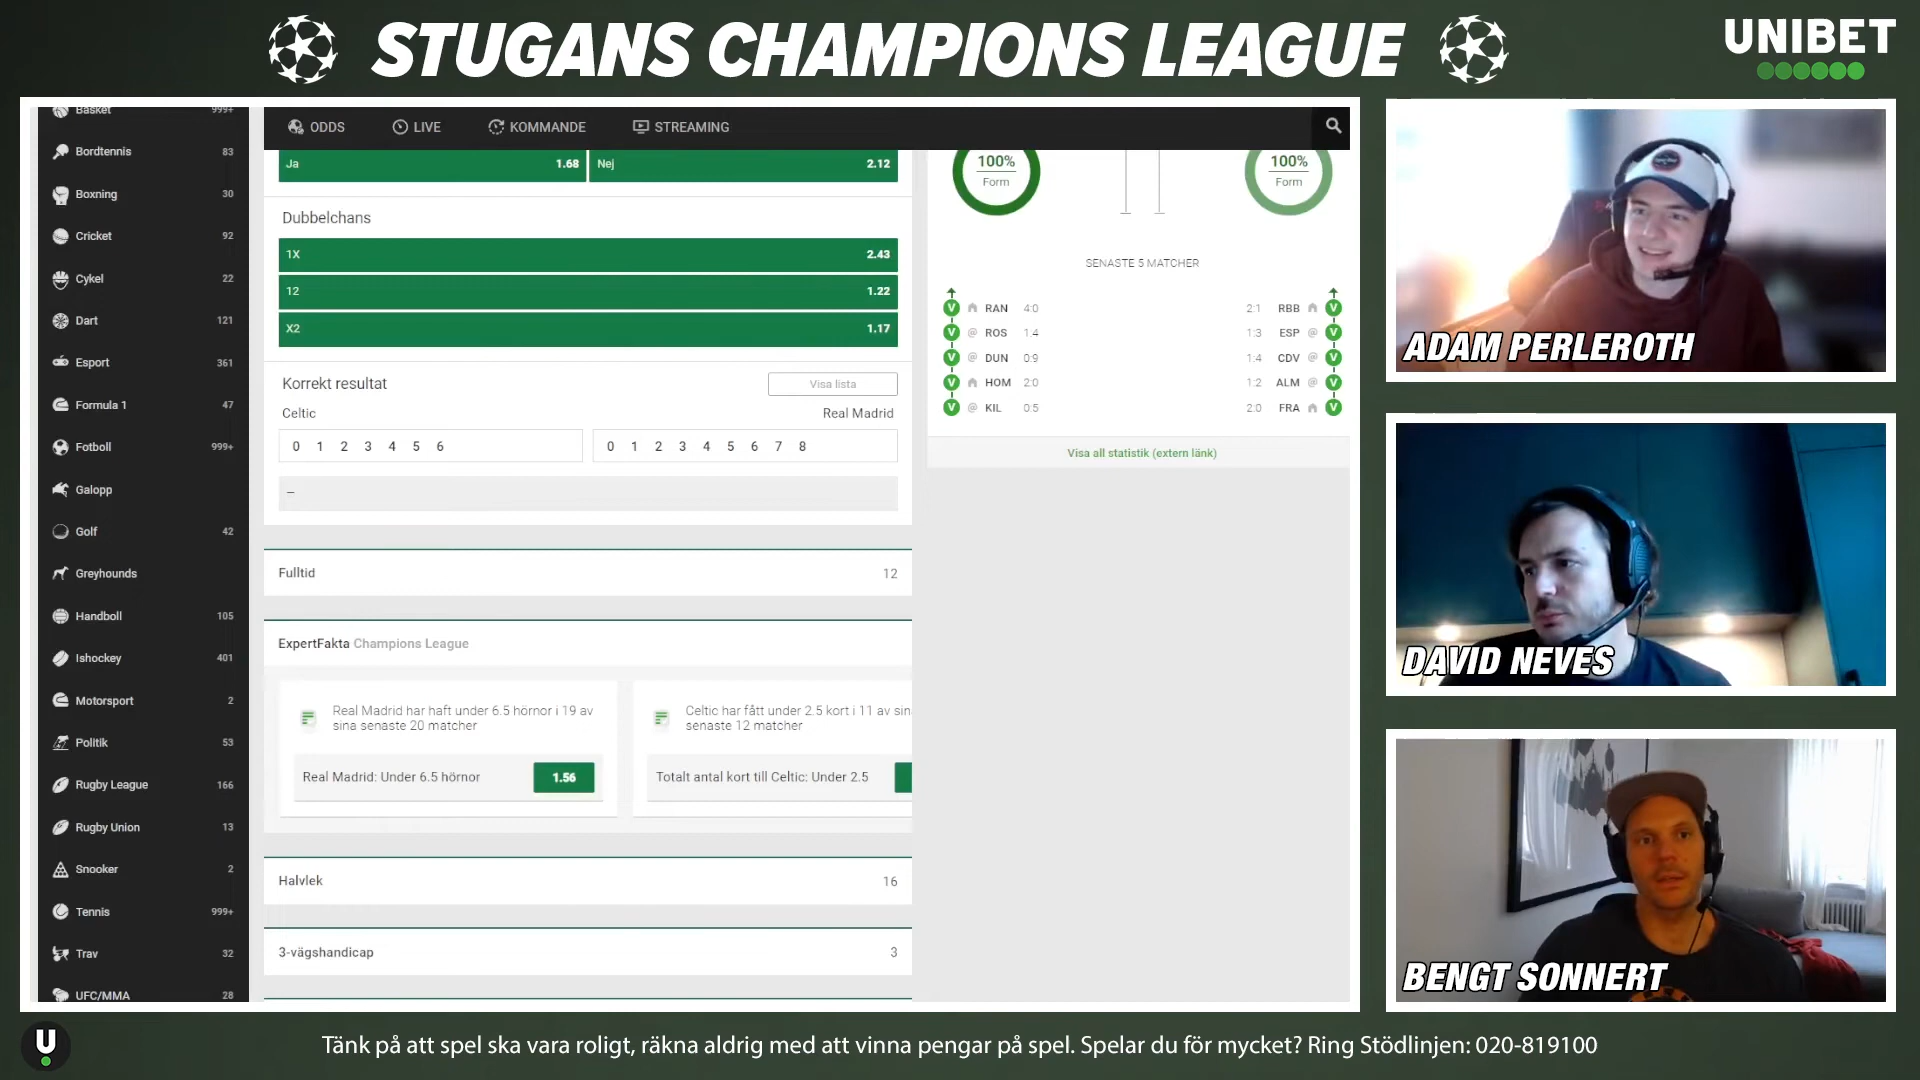 STUGANS CHAMPIONS LEAGUE
UNIBET
Basket 999+
Bordtennis 83
Boxning 30
Cricket 92
Cykel 22
Dart 121
Esport 361
Formula 1 47
Fotboll 999+
Galopp
Golf 42
Greyhounds
Handboll 105
Ishockey 401
Motorsport 2
Politik 53
Rugby League 166
Rugby Union 13
Snooker 2
Tennis 999+
Trav 32
UFC/MMA 28
ODDS LIVE KOMMANDE STREAMING
Ja 1.68 Nej 2.12
Dubbelchans
1X 2.43
12 1.22
X2 1.17
Korrekt resultat Visa lista
Celtic Real Madrid
0 1 2 3 4 5 6 0 1 2 3 4 5 6 7 8
–
Fulltid 12
ExpertFakta Champions League
Real Madrid har haft under 6.5 hörnor i 19 av
sina senaste 20 matcher
Real Madrid: Under 6.5 hörnor 1.56
Celtic har fått under 2.5 kort i 11 av sin
senaste 12 matcher
Totalt antal kort till Celtic: Under 2.5
Halvlek 16
3-vägshandicap 3
100% 100%
Form Form
SENASTE 5 MATCHER
V RAN 4:0 2:1 RBB V
V @ ROS 1:4 1:3 ESP @ V
V @ DUN 0:9 1:4 CDV @ V
V HOM 2:0 1:2 ALM @ V
V @ KIL 0:5 2:0 FRA V
Visa all statistik (extern länk)
ADAM PERLEROTH
DAVID NEVES
BENGT SONNERT
U
Tänk på att spel ska vara roligt, räkna aldrig med att vinna pengar på spel. Spelar du för mycket? Ring Stödlinjen: 020-819100